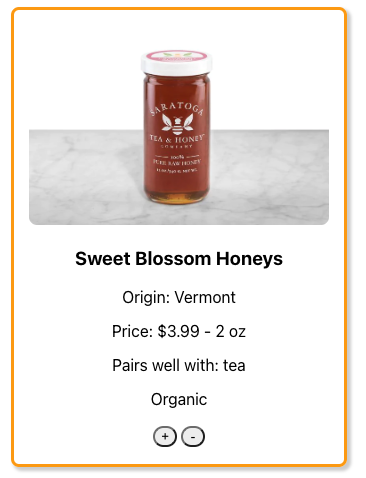 SARATOGA
TEA & HONEY
COMPANY
100%
PURE RAW HONEY
Sweet Blossom Honeys
Origin: Vermont
Price: $3.99 - 2 oz
Pairs well with: tea
Organic
+ -